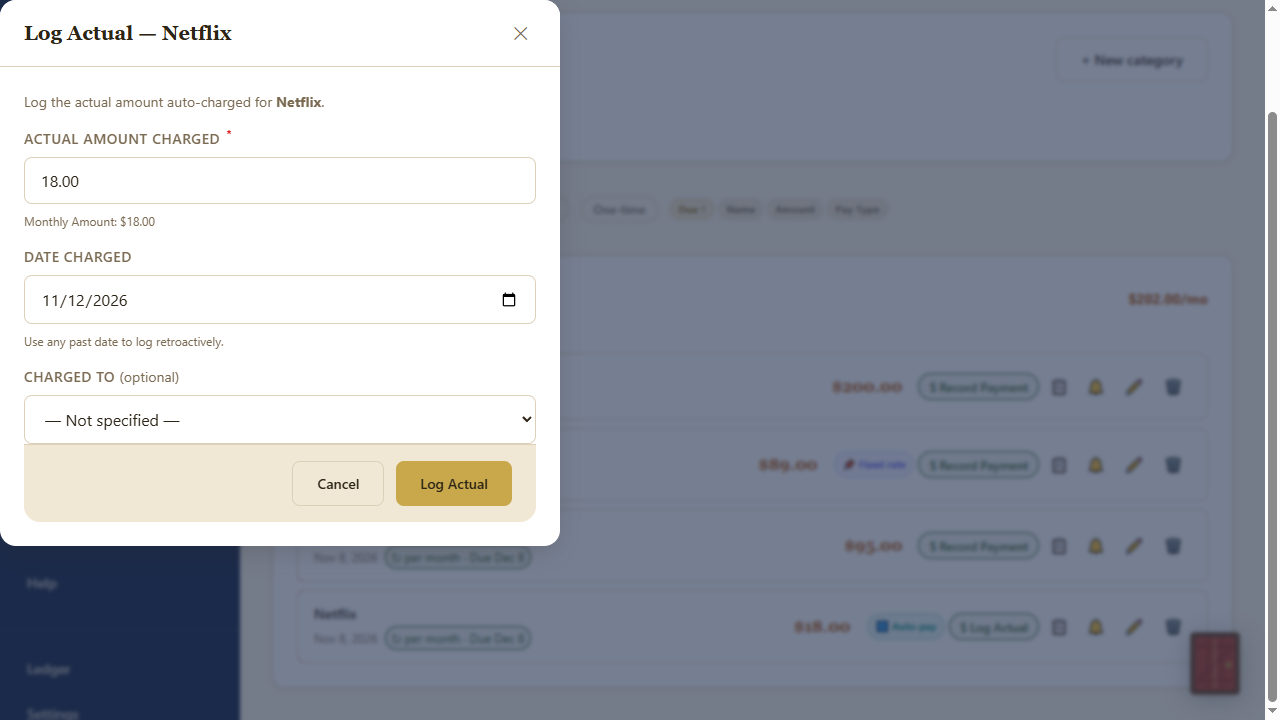 Log Actual — Netflix
Log the actual amount auto-charged for Netflix.
ACTUAL AMOUNT CHARGED *
18.00
Monthly Amount: $18.00
DATE CHARGED
11/12/2026
Use any past date to log retroactively.
CHARGED TO (optional)
— Not specified —
Cancel
Log Actual
+ New category
One-time
Due ↑
Name
Amount
Pay Type
$202.00/mo
$200.00
$ Record Payment
$89.00
Fixed rate
$ Record Payment
$95.00
$ Record Payment
Nov 8, 2026
↻ per month · Due Dec 8
Netflix
$18.00
Auto-pay
$ Log Actual
Nov 8, 2026
↻ per month · Due Dec 8
Help
Ledger
Settings